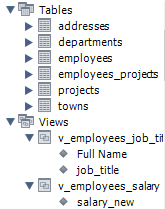 Tables
addresses
departments
employees
employees_projects
projects
towns
Views
v_employees_job_tit
Full Name
job_title
v_employees_salary
salary_new